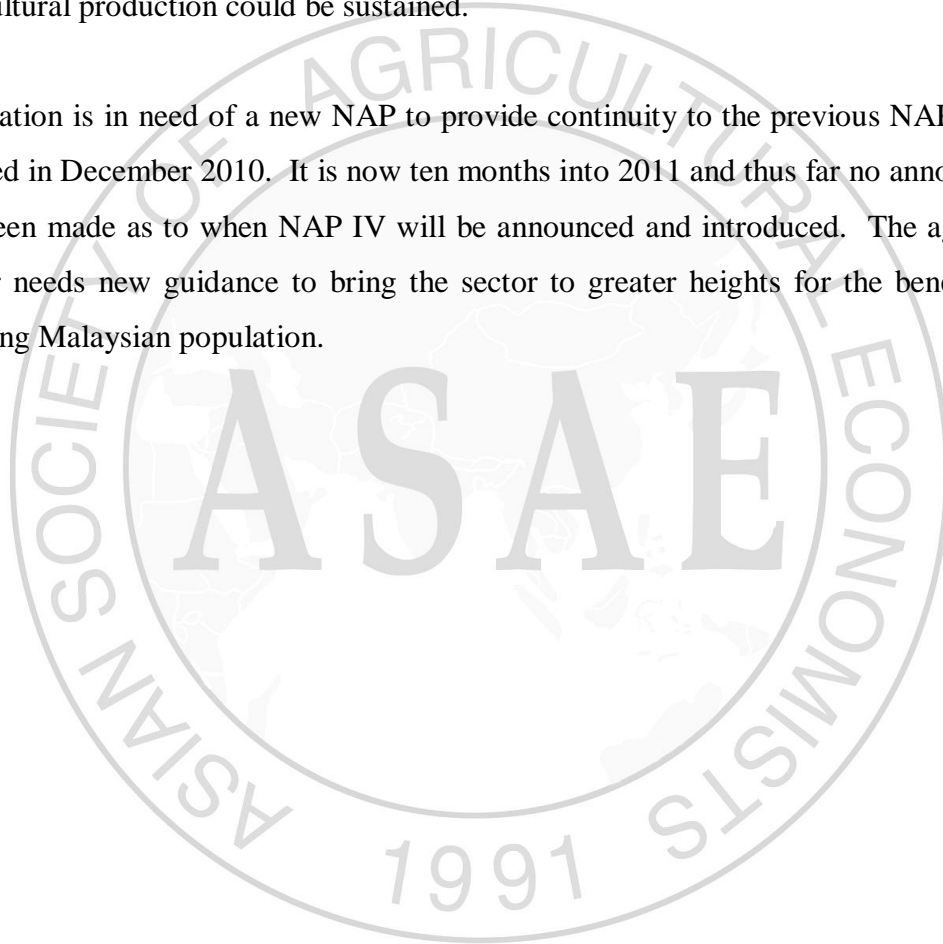 ultural production could be sustained.
ation is in need of a new NAP to provide continuity to the previous NAP
ed in December 2010. It is now ten months into 2011 and thus far no anno
een made as to when NAP IV will be announced and introduced. The ag
needs new guidance to bring the sector to greater heights for the bene
ng Malaysian population.
ASIAN SOCIETY OF AGRICULTURAL ECONOMISTS
ASAE
1991